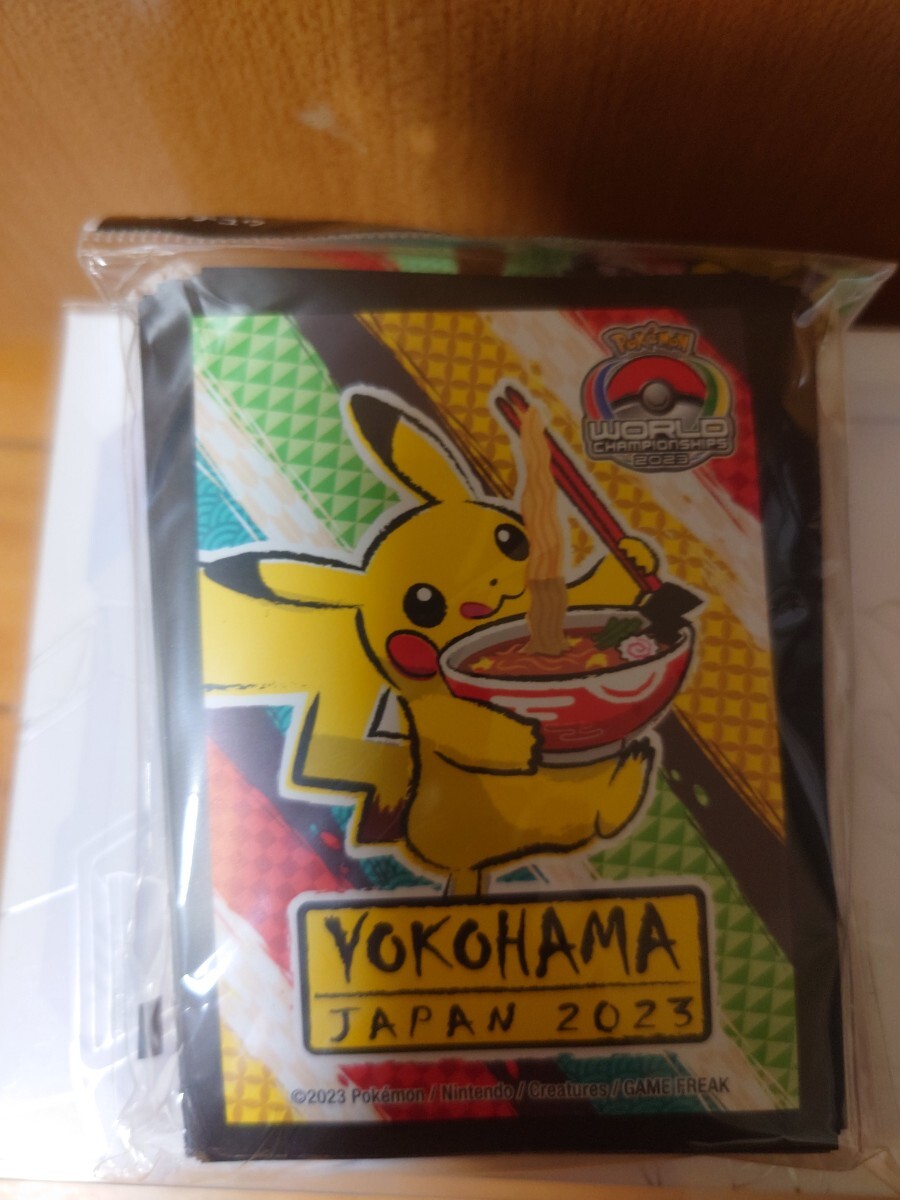 Pokémon
WORLD
CHAMPIONSHIPS
2023
YOKOHAMA
JAPAN 2023
©2023 Pokémon / Nintendo / Creatures / GAME FREAK